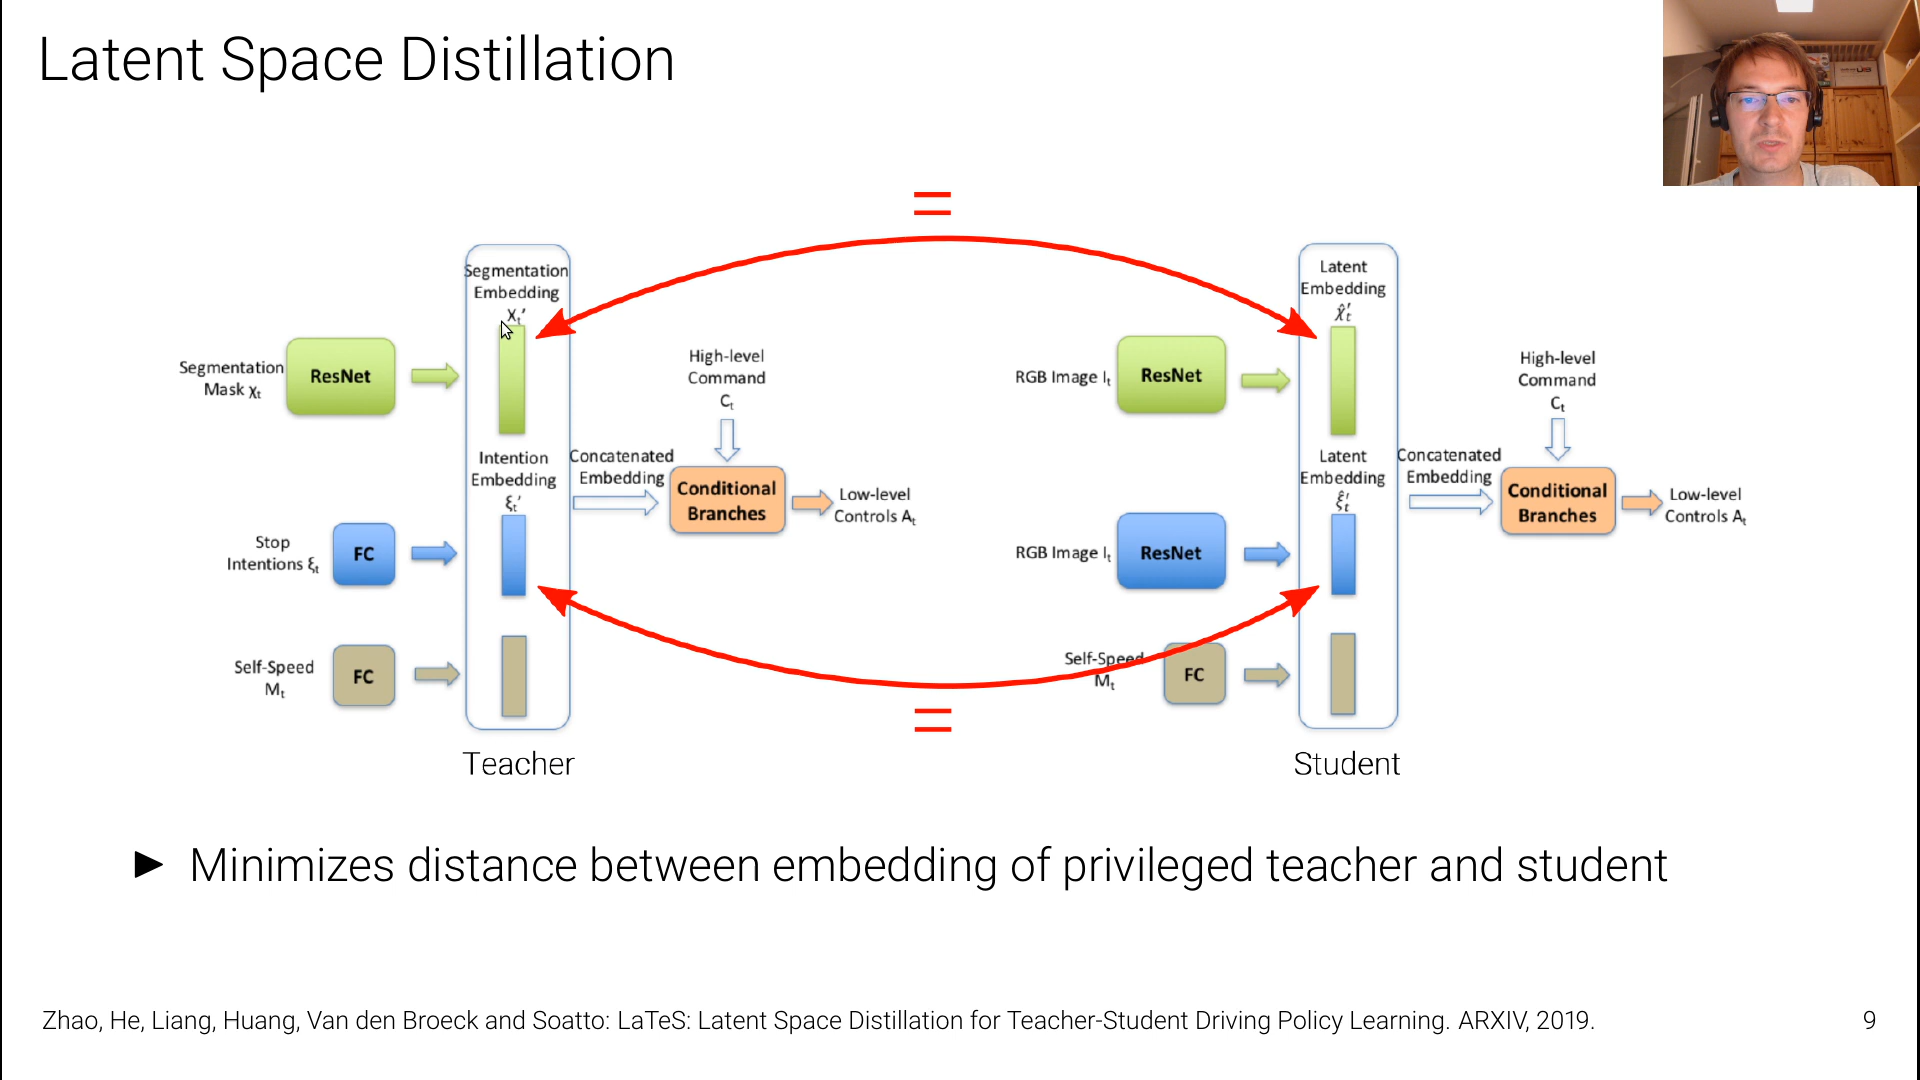 Latent Space Distillation
=
Segmentation
Embedding
χₜ′
Segmentation
Mask χₜ
ResNet
High-level
Command
Cₜ
Intention
Embedding
ξₜ′
Concatenated
Embedding
Conditional
Branches
Low-level
Controls Aₜ
Stop
Intentions ξₜ
FC
Self-Speed
Mₜ
FC
Teacher
Latent
Embedding
χ̂ₜ′
RGB Image Iₜ
ResNet
High-level
Command
Cₜ
Latent
Embedding
ξ̂ₜ′
Concatenated
Embedding
Conditional
Branches
Low-level
Controls Aₜ
RGB Image Iₜ
ResNet
Self-Speed
Mₜ
FC
Student
=
► Minimizes distance between embedding of privileged teacher and student
Zhao, He, Liang, Huang, Van den Broeck and Soatto: LaTeS: Latent Space Distillation for Teacher-Student Driving Policy Learning. ARXIV, 2019.
9